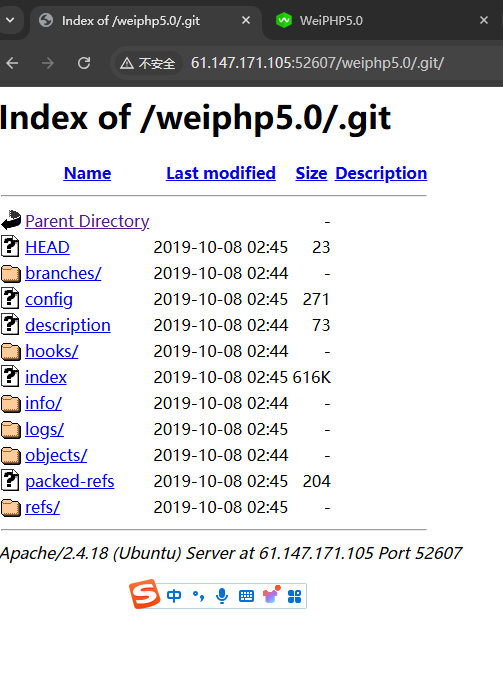 Index of /weiphp5.0/.git
WeiPHP5.0
不安全 61.147.171.105:52607/weiphp5.0/.git/
Index of /weiphp5.0/.git
Name Last modified Size Description
Parent Directory -
HEAD 2019-10-08 02:45 23
branches/ 2019-10-08 02:44 -
config 2019-10-08 02:45 271
description 2019-10-08 02:44 73
hooks/ 2019-10-08 02:44 -
index 2019-10-08 02:45 616K
info/ 2019-10-08 02:44 -
logs/ 2019-10-08 02:45 -
objects/ 2019-10-08 02:44 -
packed-refs 2019-10-08 02:45 204
refs/ 2019-10-08 02:45 -
Apache/2.4.18 (Ubuntu) Server at 61.147.171.105 Port 52607
S 中 °,